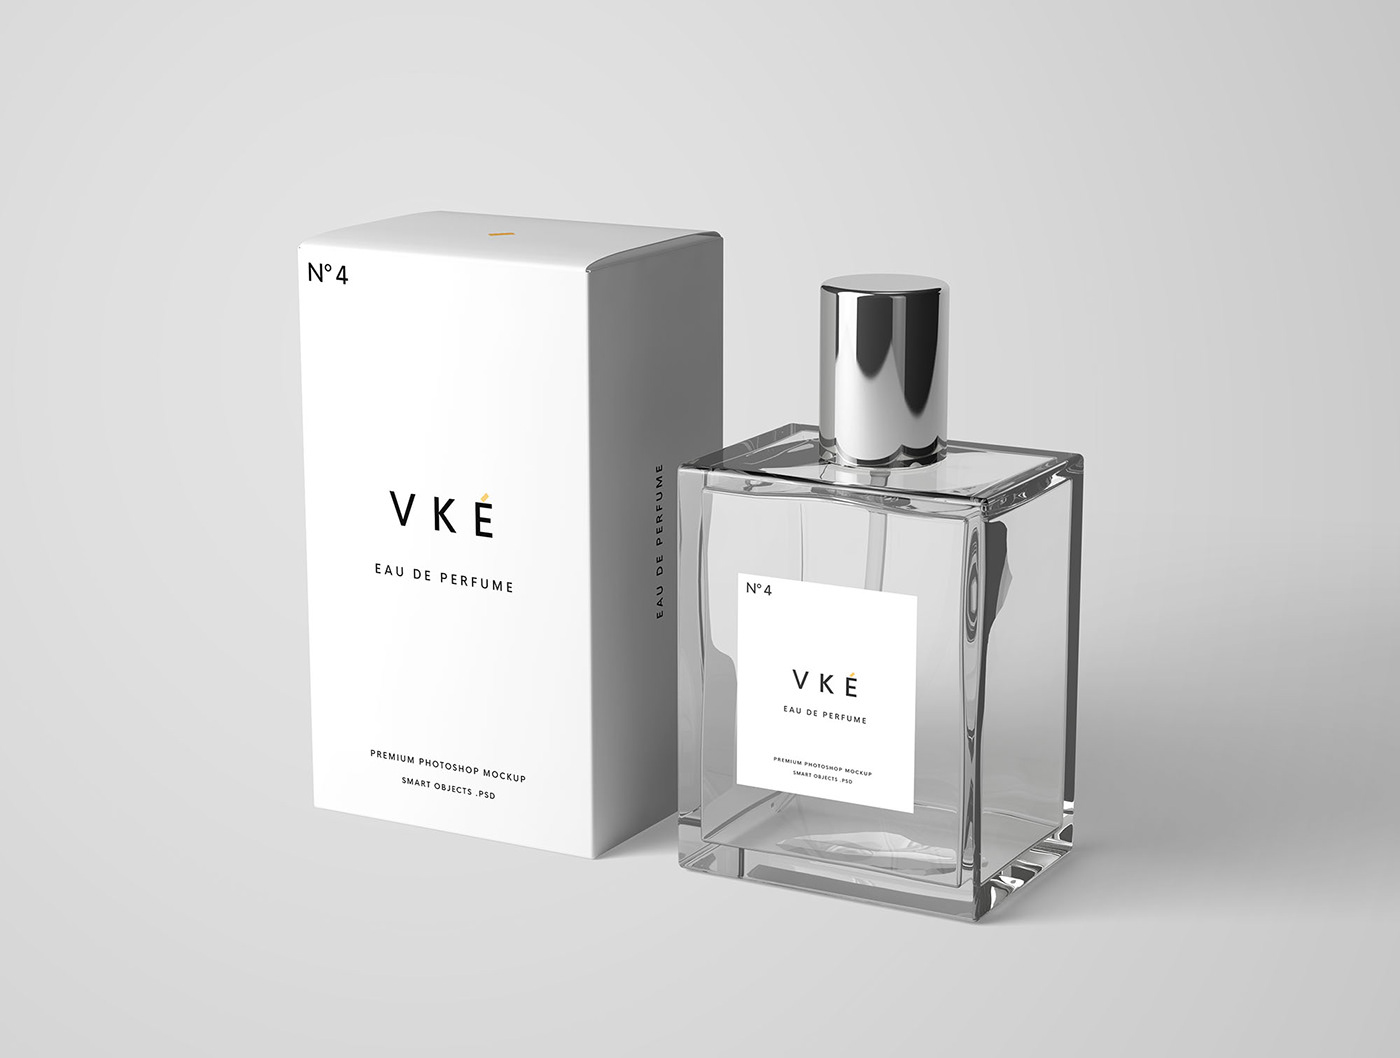 N° 4
VKÉ
EAU DE PERFUME
PREMIUM PHOTOSHOP MOCKUP
SMART OBJECTS .PSD
EAU DE PERFUME
N° 4
VKÉ
EAU DE PERFUME
PREMIUM PHOTOSHOP MOCKUP
SMART OBJECTS .PSD